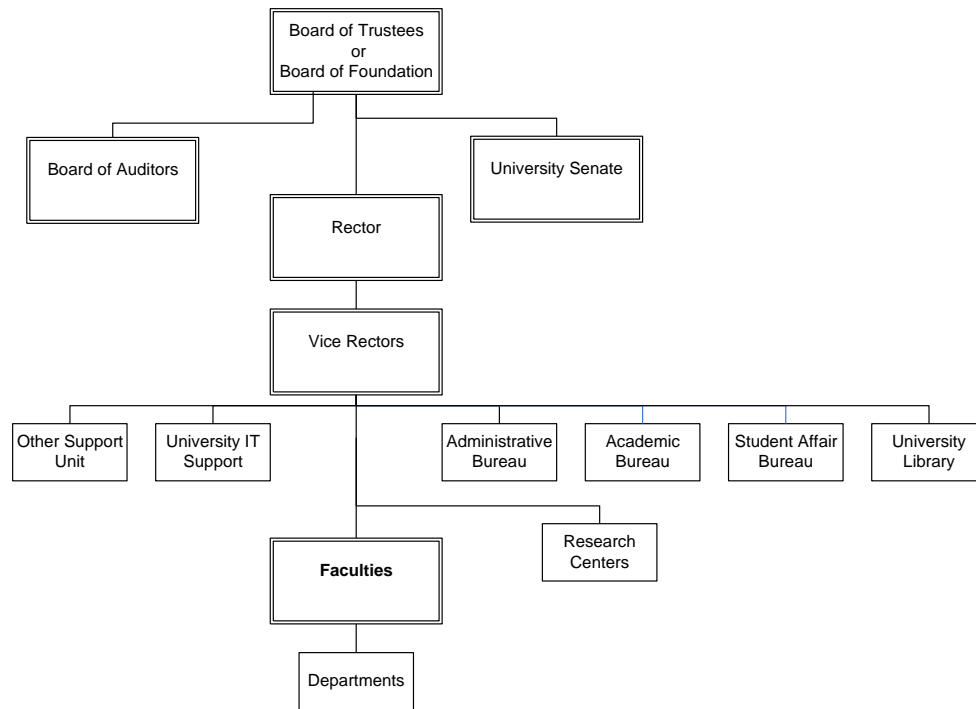 Board of Trustees
or
Board of Foundation
Board of Auditors
University Senate
Rector
Vice Rectors
Other Support
Unit
University IT
Support
Administrative
Bureau
Academic
Bureau
Student Affair
Bureau
University
Library
Research
Centers
Faculties
Departments